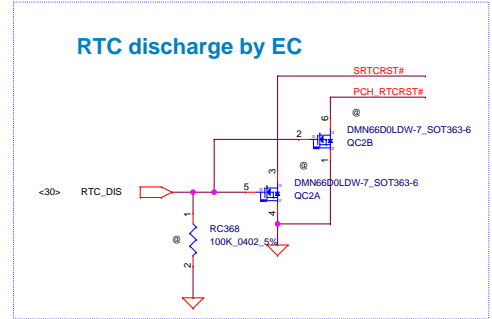 RTC discharge by EC
SRTCRST#
PCH_RTCRST#
@
6
2
DMN66D0LDW-7_SOT363-6
QC2B
1
@
3
5
DMN66D0LDW-7_SOT363-6
QC2A
4
<30> RTC_DIS
1
@
RC368
100K_0402_5%
2